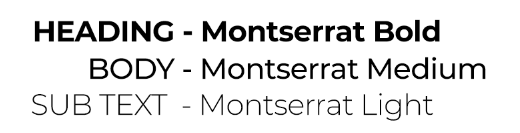 HEADING - Montserrat Bold
BODY - Montserrat Medium
SUB TEXT - Montserrat Light